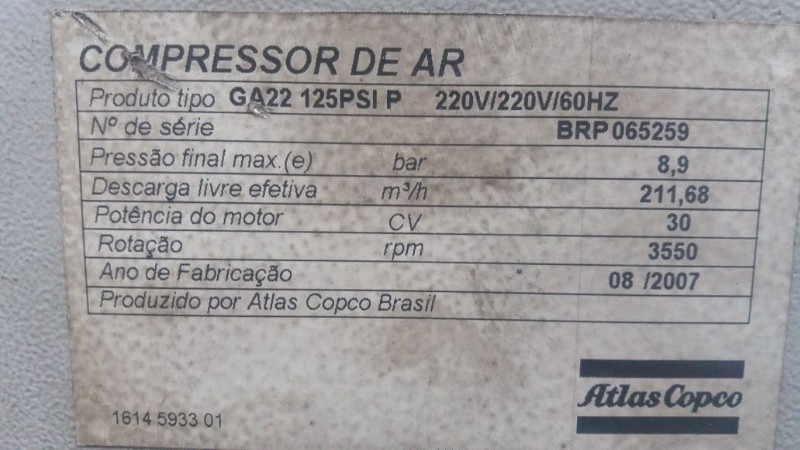 COMPRESSOR DE AR
Produto tipo GA22 125PSI P 220V/220V/60HZ
Nº de série BRP065259
Pressão final max.(e) bar 8,9
Descarga livre efetiva m³/h 211,68
Potência do motor CV 30
Rotação rpm 3550
Ano de Fabricação 08 /2007
Produzido por Atlas Copco Brasil
Atlas Copco
1614 5933 01